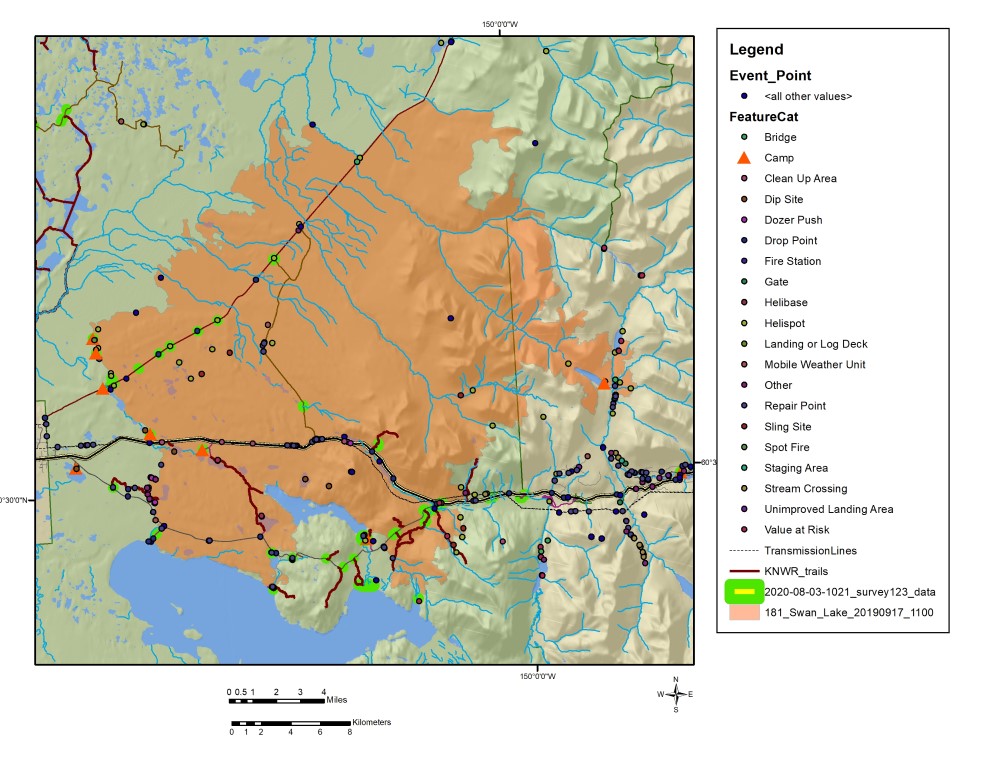 150°0'0"W
Legend
Event_Point
<all other values>
FeatureCat
Bridge
Camp
Clean Up Area
Dip Site
Dozer Push
Drop Point
Fire Station
Gate
Helibase
Helispot
Landing or Log Deck
Mobile Weather Unit
Other
Repair Point
Sling Site
Spot Fire
Staging Area
Stream Crossing
Unimproved Landing Area
Value at Risk
TransmissionLines
KNWR_trails
2020-08-03-1021_survey123_data
181_Swan_Lake_20190917_1100
60°3
0°30'0"N
150°0'0"W
0 0.5 1 2 3 4
Miles
Kilometers
0 1 2 4 6 8
N
W E
S